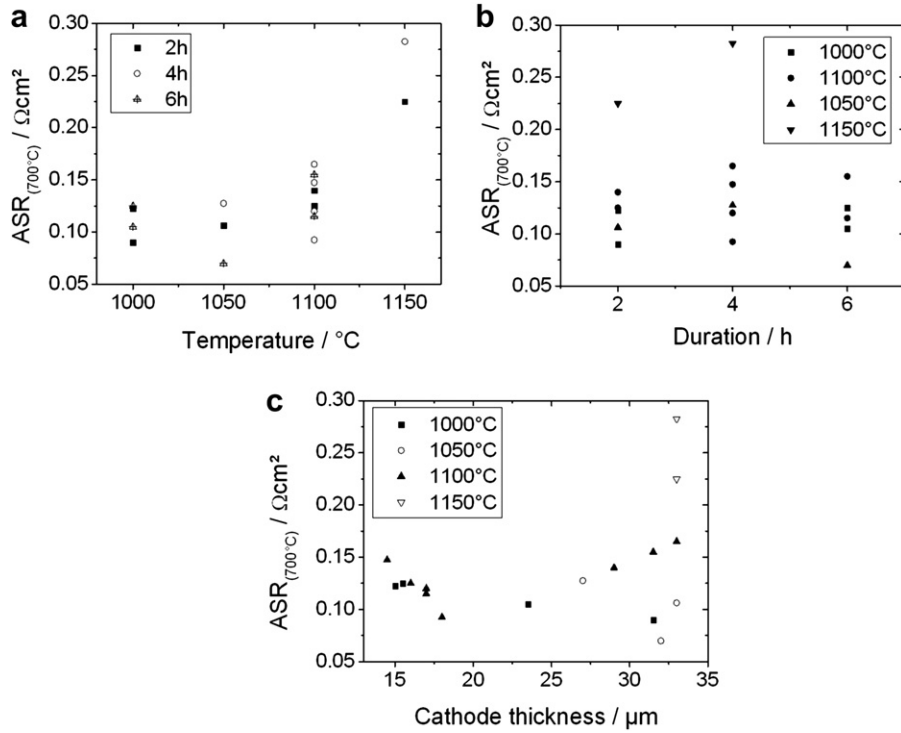 a
0.30
0.25
0.20
0.15
0.10
0.05
ASR(700°C) / Ωcm²
2h
4h
6h
1000 1050 1100 1150
Temperature / °C
b
0.30
0.25
0.20
0.15
0.10
0.05
ASR(700°C) / Ωcm²
1000°C
1100°C
1050°C
1150°C
2 4 6
Duration / h
c
0.30
0.25
0.20
0.15
0.10
0.05
ASR(700°C) / Ωcm²
1000°C
1050°C
1100°C
1150°C
15 20 25 30 35
Cathode thickness / µm